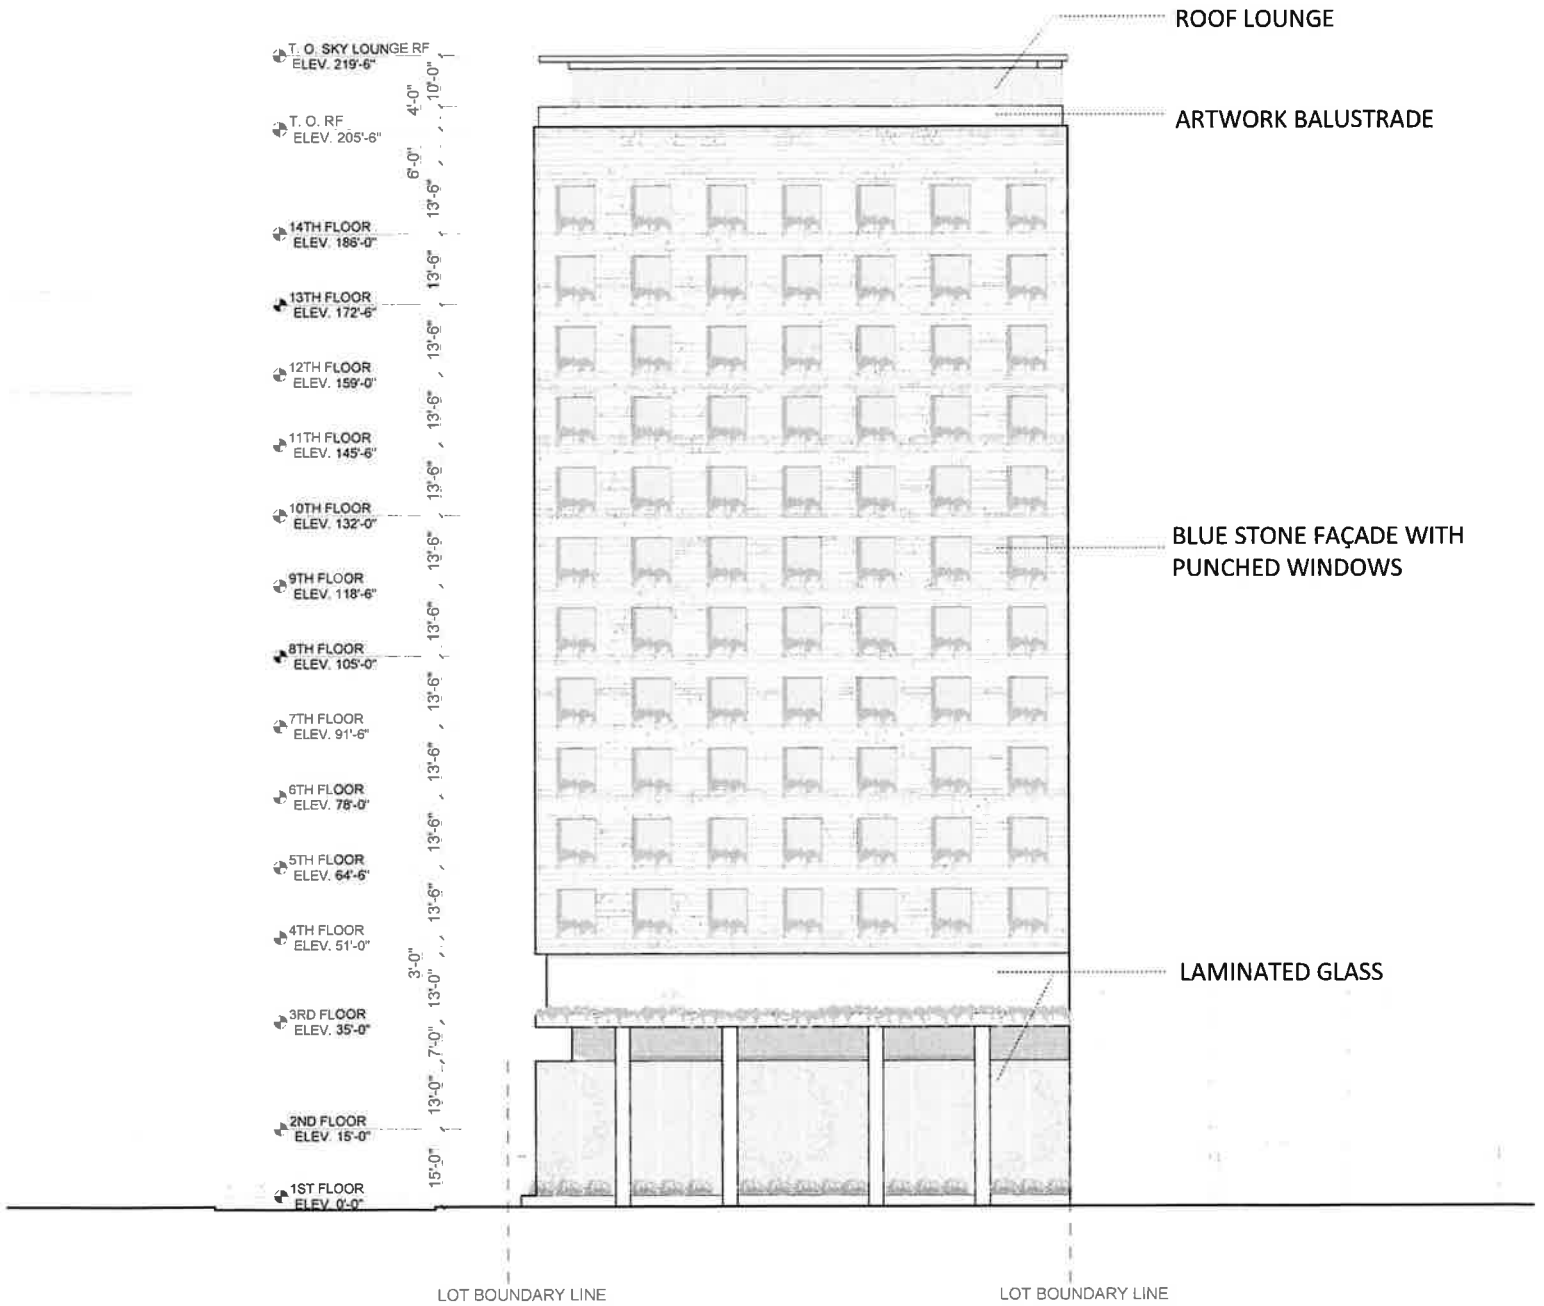 ROOF LOUNGE
T. O. SKY LOUNGE RF
ELEV. 219'-6"
10'-0"
4'-0"
ARTWORK BALUSTRADE
T. O. RF
ELEV. 205'-6"
6'-0"
13'-6"
14TH FLOOR
ELEV. 186'-0"
13'-6"
13TH FLOOR
ELEV. 172'-6"
13'-6"
12TH FLOOR
ELEV. 159'-0"
13'-6"
11TH FLOOR
ELEV. 145'-6"
13'-6"
10TH FLOOR
ELEV. 132'-0"
BLUE STONE FAÇADE WITH
PUNCHED WINDOWS
13'-6"
9TH FLOOR
ELEV. 118'-6"
13'-6"
8TH FLOOR
ELEV. 105'-0"
13'-6"
7TH FLOOR
ELEV. 91'-6"
13'-6"
6TH FLOOR
ELEV. 78'-0"
13'-6"
5TH FLOOR
ELEV. 64'-6"
13'-6"
4TH FLOOR
ELEV. 51'-0"
3'-0"
13'-0"
LAMINATED GLASS
3RD FLOOR
ELEV. 35'-0"
7'-0"
13'-0"
2ND FLOOR
ELEV. 15'-0"
15'-0"
1ST FLOOR
ELEV. 0'-0"
LOT BOUNDARY LINE
LOT BOUNDARY LINE